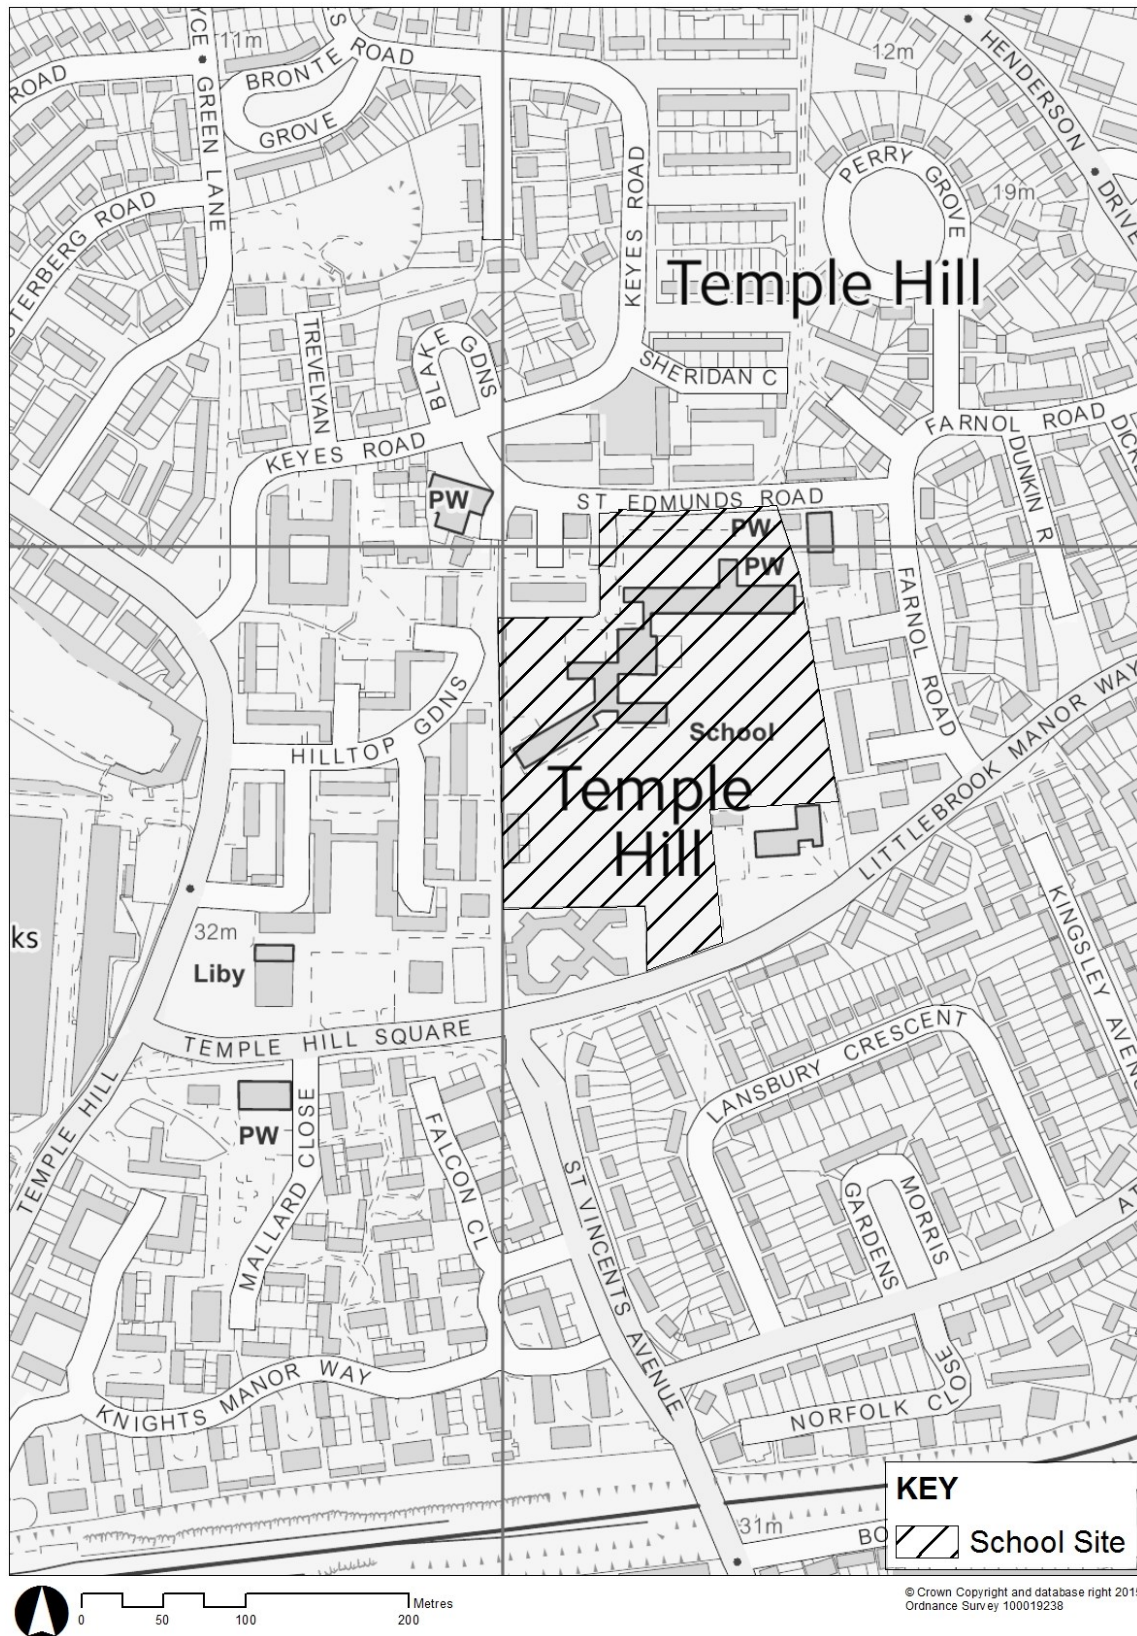 11m
12m
YCE GREEN LANE
ROAD
BRONTE ROAD
GROVE
HENDERSON DRIVE
PERRY GROVE
19m
KEYES ROAD
STERBERG ROAD
Temple Hill
TREVELYAN
BLAKE GDNS
SHERIDAN C
FARNOL ROAD
KEYES ROAD
DUNKIN R
DICK
PW
ST EDMUNDS ROAD
PW
PW
FARNOL ROAD
HILLTOP GDNS
School
LITTLEBROOK MANOR WAY
Temple
Hill
KINGSLEY AVENU
ks
32m
Liby
TEMPLE HILL SQUARE
LANSBURY CRESCENT
TEMPLE HILL
PW
MALLARD CLOSE
FALCON CL
ST VINCENTS AVENUE
MORRIS
GARDENS
KNIGHTS MANOR WAY
NORFOLK CLOSE
31m
BO
KEY
School Site
Metres
0 50 100 200
© Crown Copyright and database right 2015
Ordnance Survey 100019238